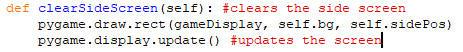 def clearSideScreen(self): #clears the side screen
    pygame.draw.rect(gameDisplay, self.bg, self.sidePos)
    pygame.display.update() #updates the screen